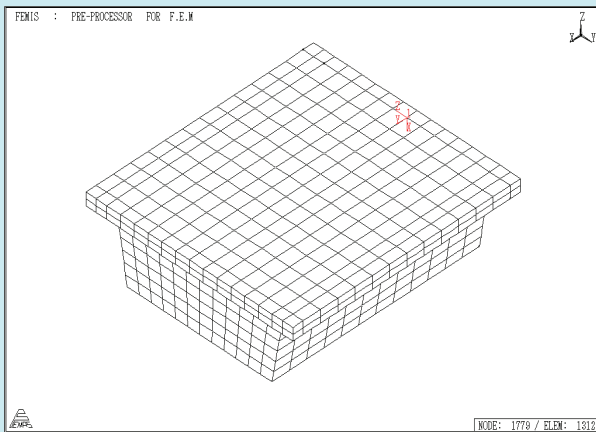 FEMIS : PRE-PROCESSOR FOR F.E.M
Z
X Y
Z
Y
X
NODE: 1779 / ELEM: 1312